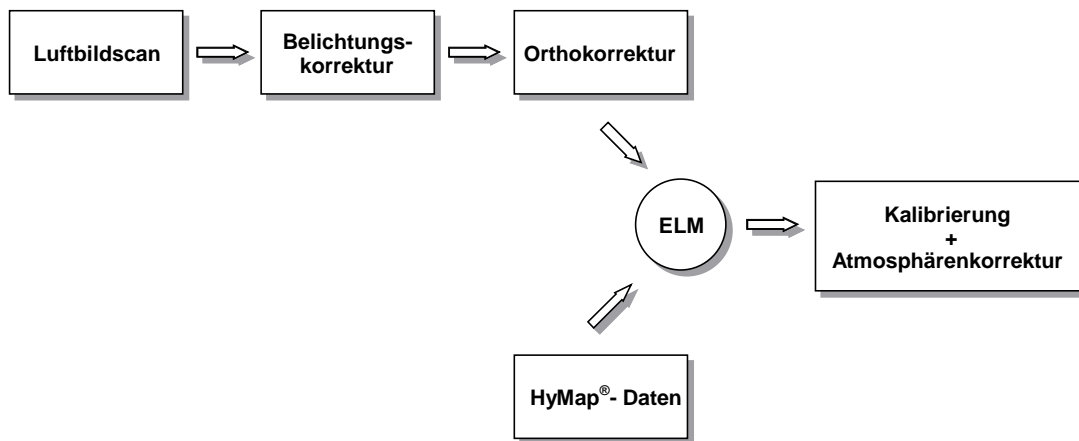 Luftbildscan
Belichtungs-
korrektur
Orthokorrektur
ELM
Kalibrierung
+
Atmosphärenkorrektur
HyMap®- Daten